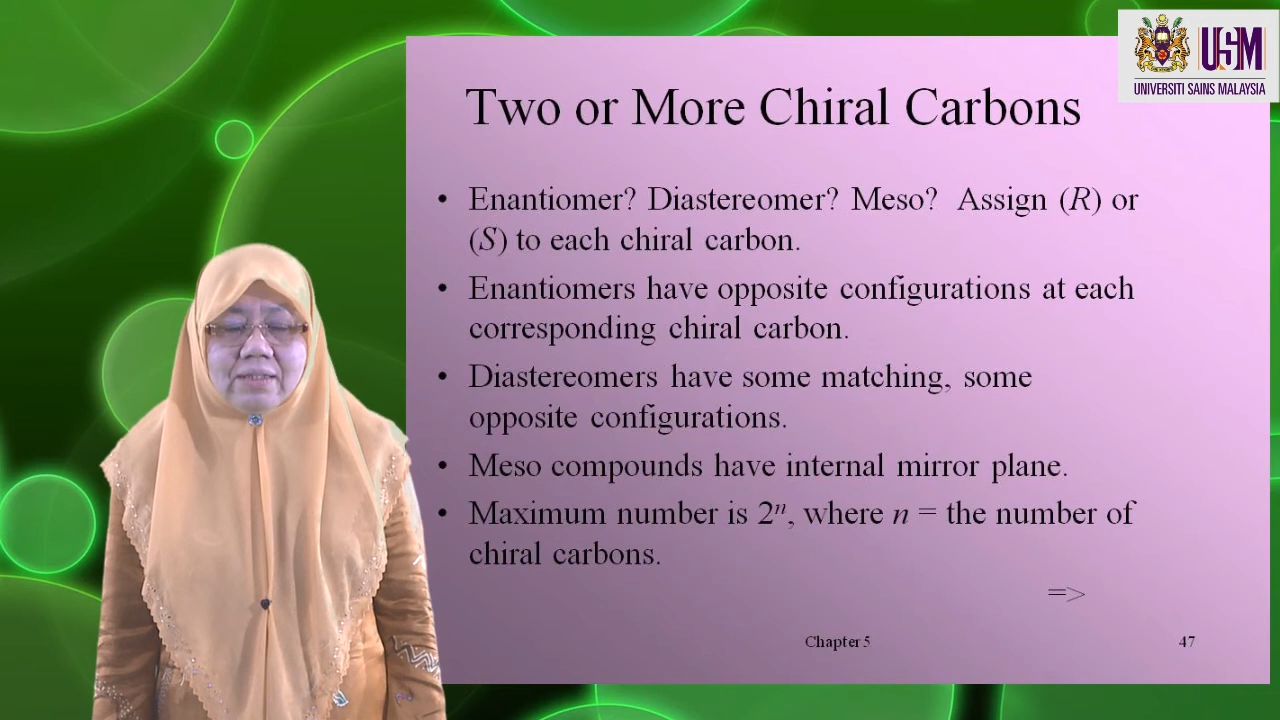 USM
UNIVERSITI SAINS MALAYSIA
Two or More Chiral Carbons
• Enantiomer? Diastereomer? Meso?  Assign (R) or
(S) to each chiral carbon.
• Enantiomers have opposite configurations at each
corresponding chiral carbon.
• Diastereomers have some matching, some
opposite configurations.
• Meso compounds have internal mirror plane.
• Maximum number is 2ⁿ, where n = the number of
chiral carbons.
=>
Chapter 5
47